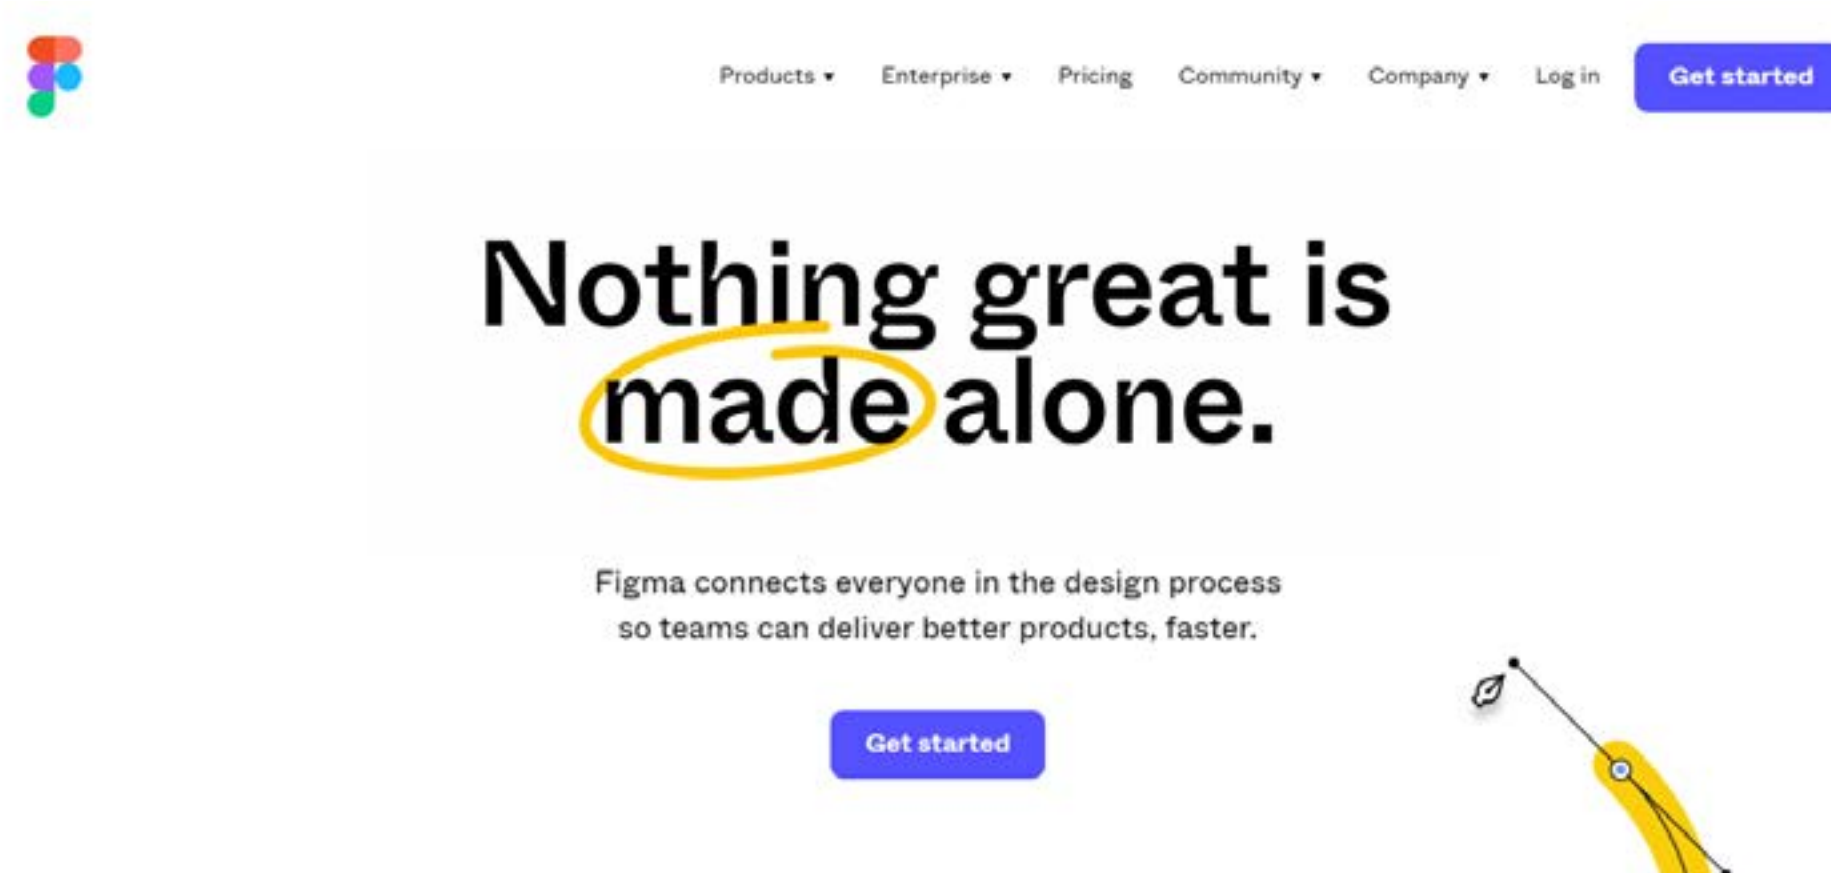 Products ▾ Enterprise ▾ Pricing Community ▾ Company ▾ Log in Get started
Nothing great is
made alone.
Figma connects everyone in the design process
so teams can deliver better products, faster.
Get started